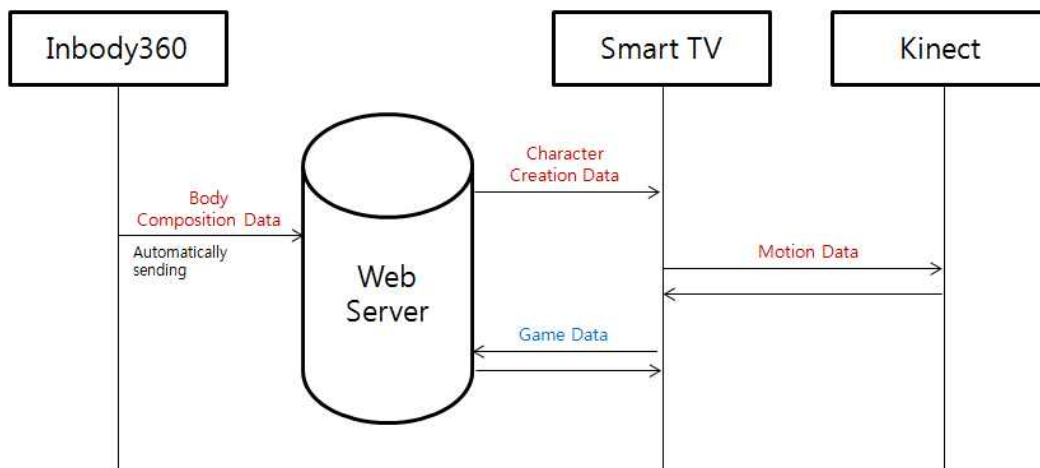 Inbody360
Smart TV
Kinect
Character
Creation Data
Body
Composition Data
Automatically
sending
Motion Data
Web
Server
Game Data